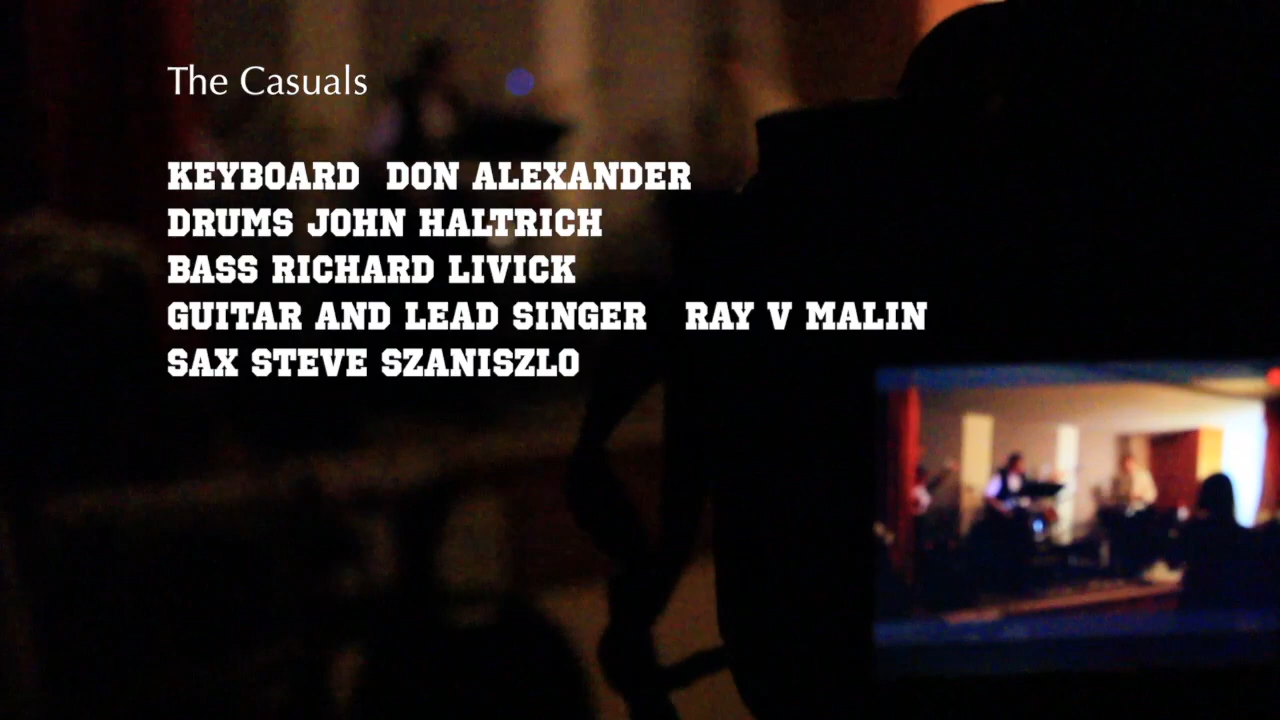 The Casuals
KEYBOARD DON ALEXANDER
DRUMS JOHN HALTRICH
BASS RICHARD LIVICK
GUITAR AND LEAD SINGER RAY V MALIN
SAX STEVE SZANISZLO